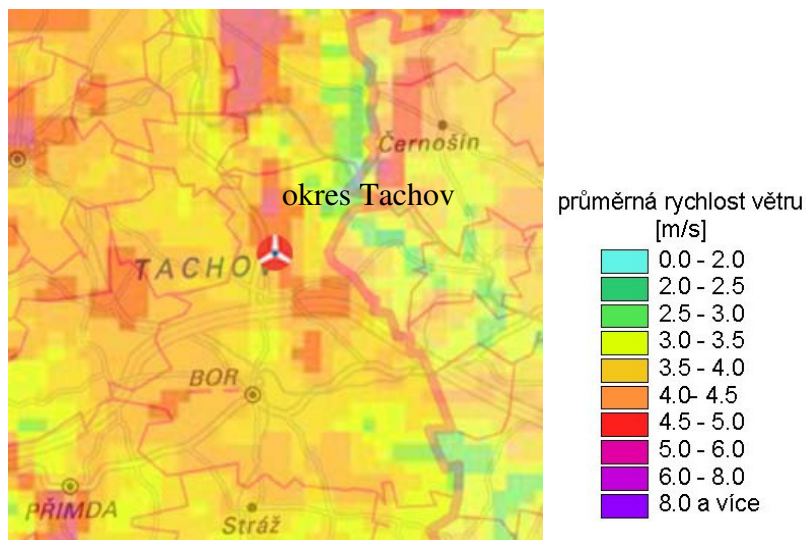 Černošín
okres Tachov
TACHOV
BOR
PŘIMDA
Stráž
průměrná rychlost větru
[m/s]
0.0 - 2.0
2.0 - 2.5
2.5 - 3.0
3.0 - 3.5
3.5 - 4.0
4.0- 4.5
4.5 - 5.0
5.0 - 6.0
6.0 - 8.0
8.0 a více